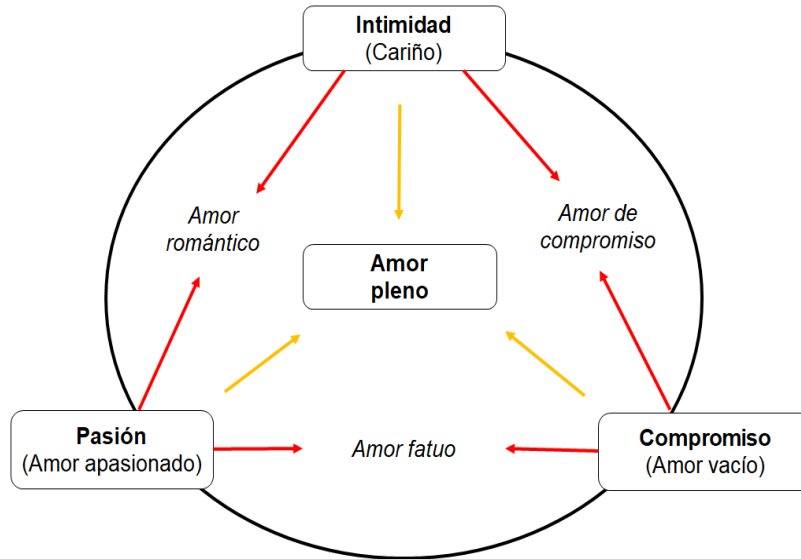 Intimidad
(Cariño)
Amor
romántico
Amor de
compromiso
Amor
pleno
Pasión
(Amor apasionado)
Amor fatuo
Compromiso
(Amor vacío)